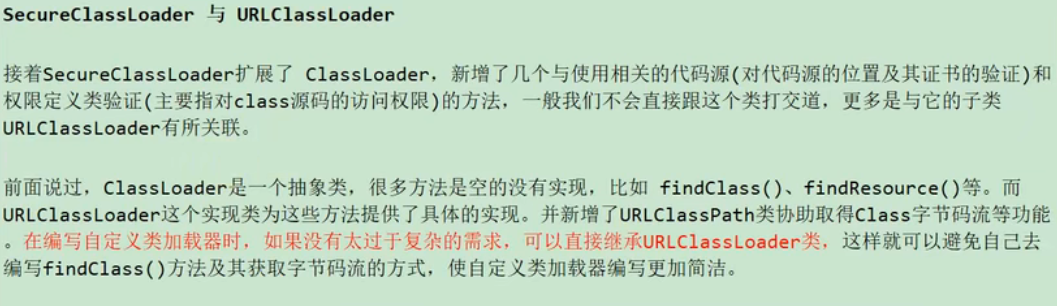 SecureClassLoader 与 URLClassLoader
接着SecureClassLoader扩展了 ClassLoader，新增了几个与使用相关的代码源(对代码源的位置及其证书的验证)和
权限定义类验证(主要指对class源码的访问权限)的方法，一般我们不会直接跟这个类打交道，更多是与它的子类
URLClassLoader有所关联。
前面说过，ClassLoader是一个抽象类，很多方法是空的没有实现，比如 findClass()、findResource()等。而
URLClassLoader这个实现类为这些方法提供了具体的实现。并新增了URLClassPath类协助取得Class字节码流等功能
。在编写自定义类加载器时，如果没有太过于复杂的需求，可以直接继承URLClassLoader类，这样就可以避免自己去
编写findClass()方法及其获取字节码流的方式，使自定义类加载器编写更加简洁。